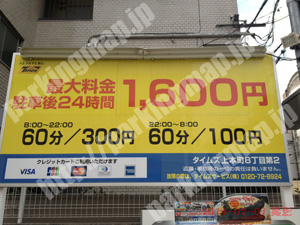 最大料金
駐車後24時間
1,600円
8:00～22:00
60分/300円
22:00～8:00
60分/100円
クレジットカードご利用いただけます
VISA
タイムズ上本町8丁目第2